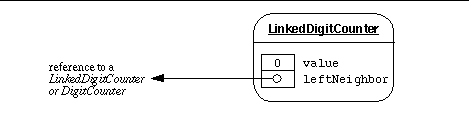 LinkedDigitCounter
0 value
leftNeighbor
reference to a
LinkedDigitCounter
or DigitCounter